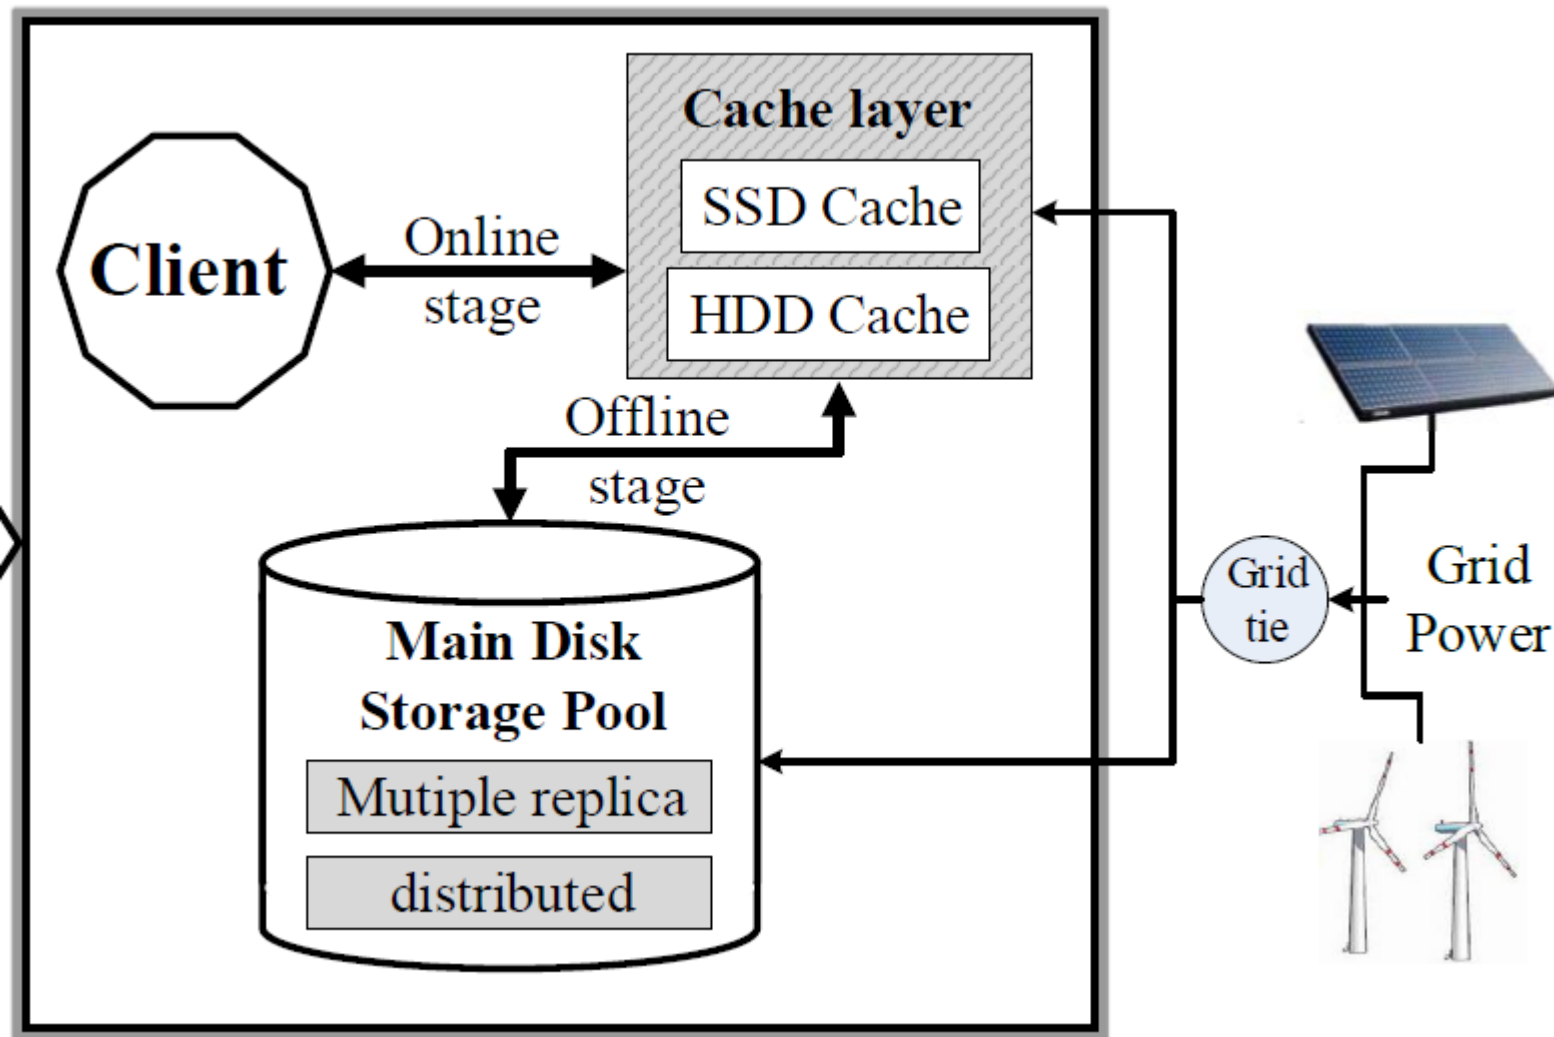 Cache layer
SSD Cache
HDD Cache
Client
Online
stage
Offline
stage
Main Disk
Storage Pool
Mutiple replica
distributed
Grid
tie
Grid
Power